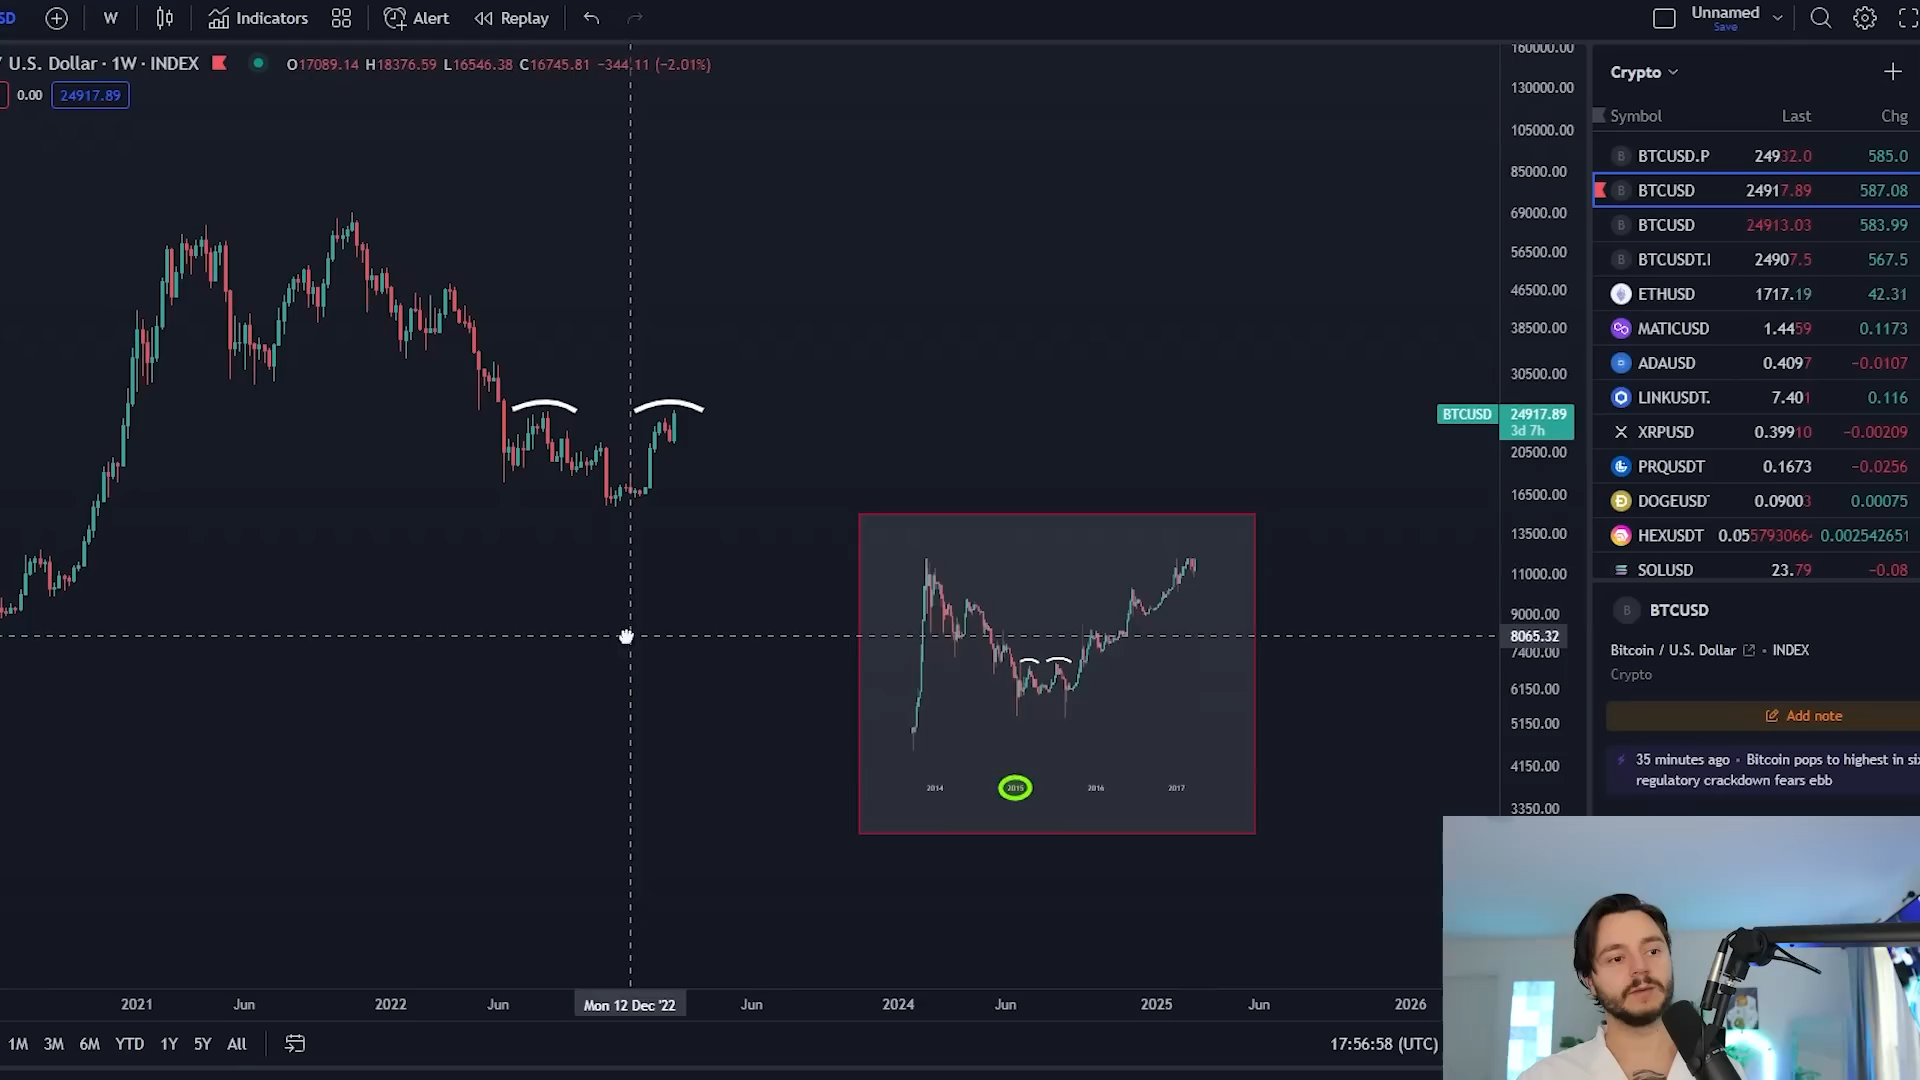 SD
W
Indicators
Alert
Replay
Unnamed
Save
/ U.S. Dollar · 1W · INDEX
O17089.14 H18376.59 L16546.38 C16745.81 −344.11 (−2.01%)
0.00
24917.89
160000.00
130000.00
105000.00
85000.00
69000.00
56500.00
46500.00
38500.00
30500.00
BTCUSD
24917.89
3d 7h
20500.00
16500.00
13500.00
11000.00
9000.00
8065.32
7400.00
6150.00
5150.00
4150.00
3350.00
2014
2015
2016
2017
2021
Jun
2022
Jun
Mon 12 Dec '22
Jun
2024
Jun
2025
Jun
2026
1M 3M 6M YTD 1Y 5Y All
17:56:58 (UTC)
Crypto
Symbol Last Chg
BTCUSD.P 24932.0 585.0
BTCUSD 24917.89 587.08
BTCUSD 24913.03 583.99
BTCUSDT.I 24907.5 567.5
ETHUSD 1717.19 42.31
MATICUSD 1.4459 0.1173
ADAUSD 0.4097 −0.0107
LINKUSDT. 7.401 0.116
XRPUSD 0.39910 −0.00209
PRQUSDT 0.1673 −0.0256
DOGEUSD 0.09003 0.00075
HEXUSDT 0.055793066 0.002542651
SOLUSD 23.79 −0.08
BTCUSD
Bitcoin / U.S. Dollar • INDEX
Crypto
Add note
35 minutes ago • Bitcoin pops to highest in six
regulatory crackdown fears ebb